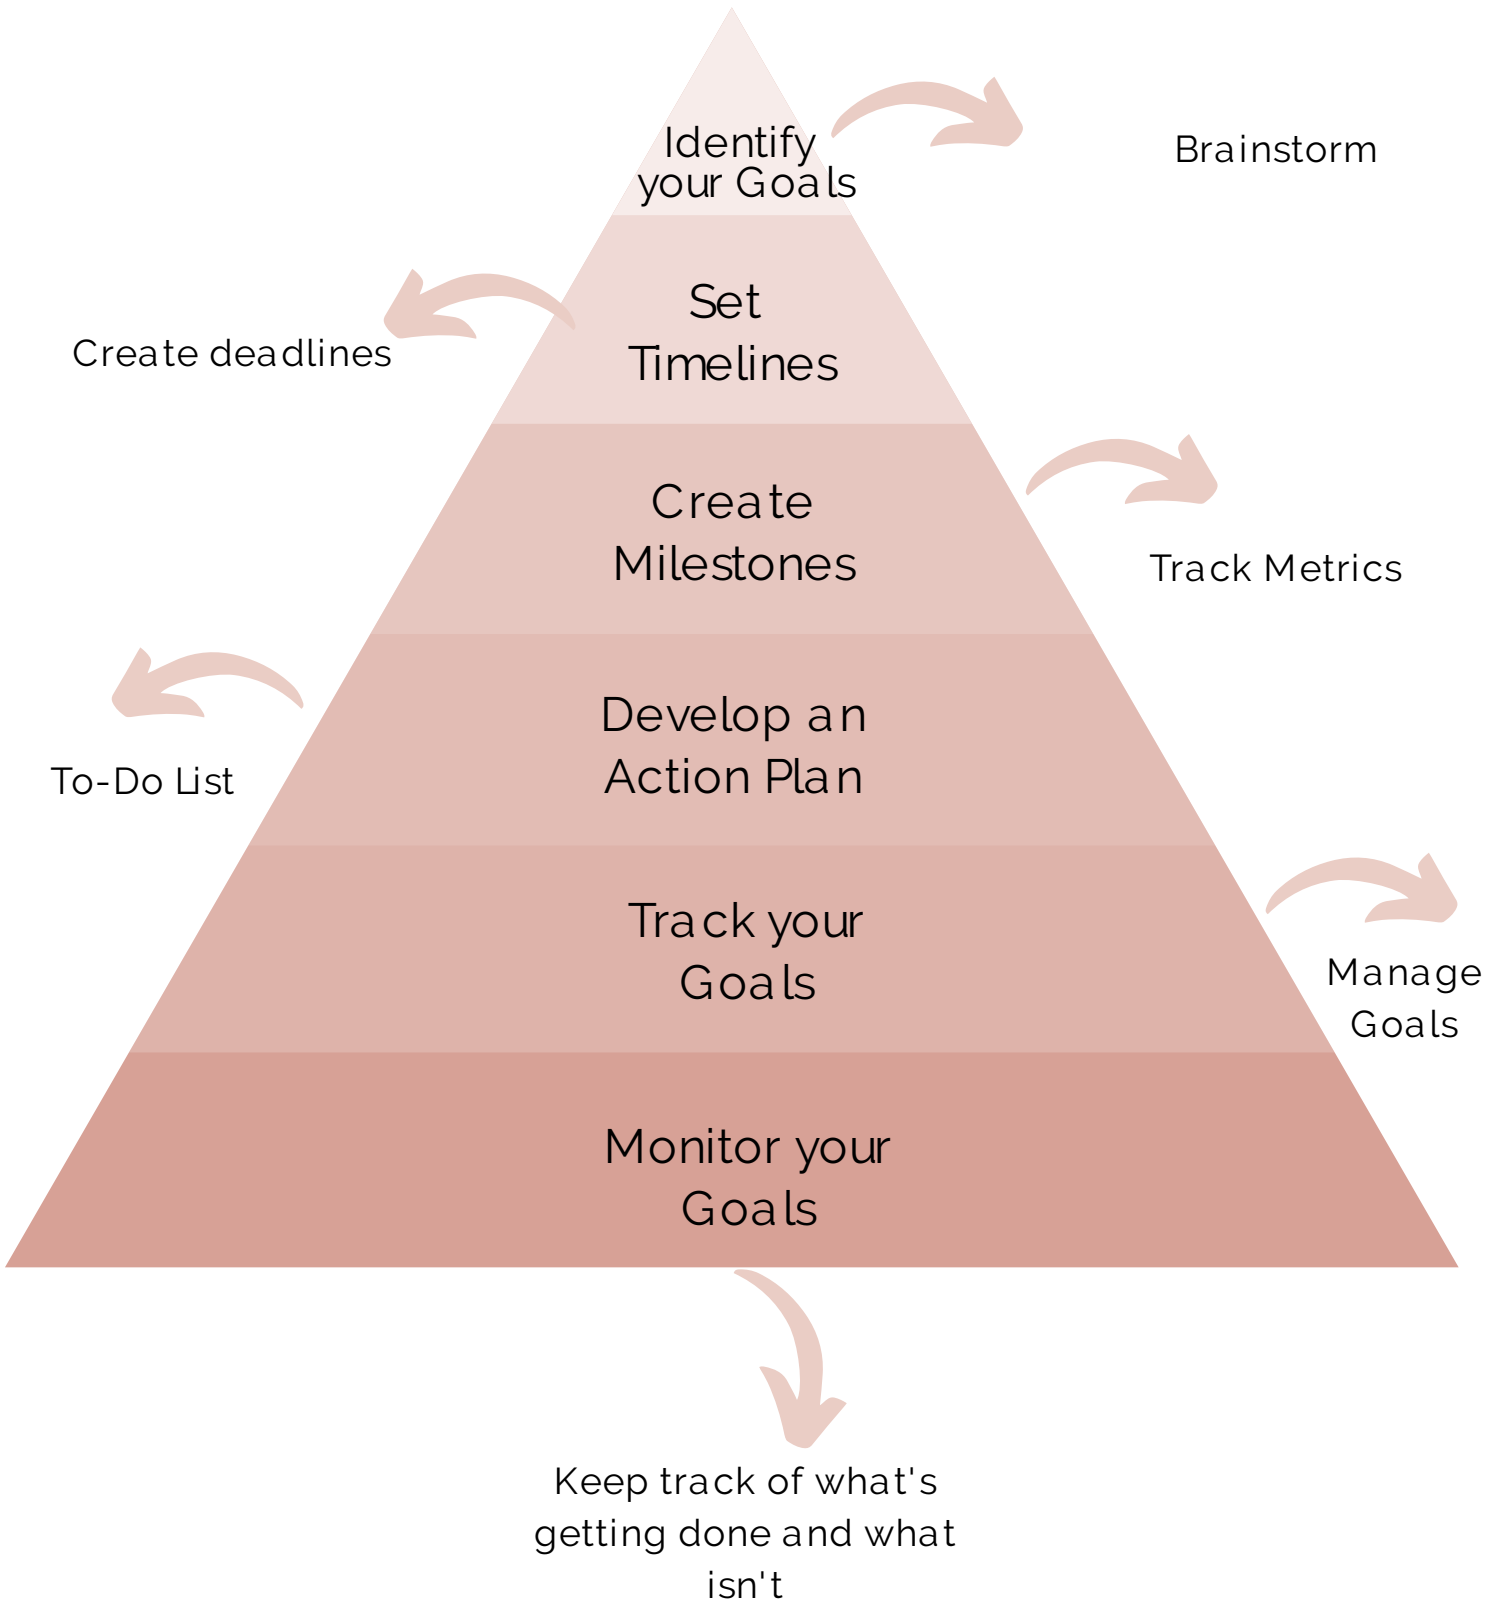 Identify
your Goals
Brainstorm
Set
Timelines
Create deadlines
Create
Milestones
Track Metrics
Develop an
Action Plan
To-Do List
Track your
Goals
Manage
Goals
Monitor your
Goals
Keep track of what's
getting done and what
isn't